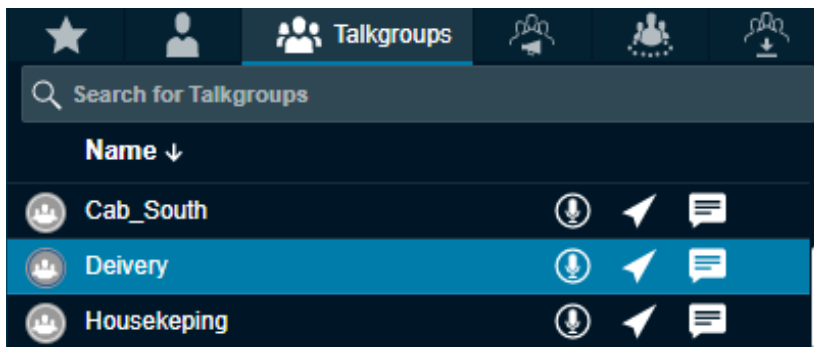 Talkgroups
Search for Talkgroups
Name ↓
Cab_South
Deivery
Housekeping